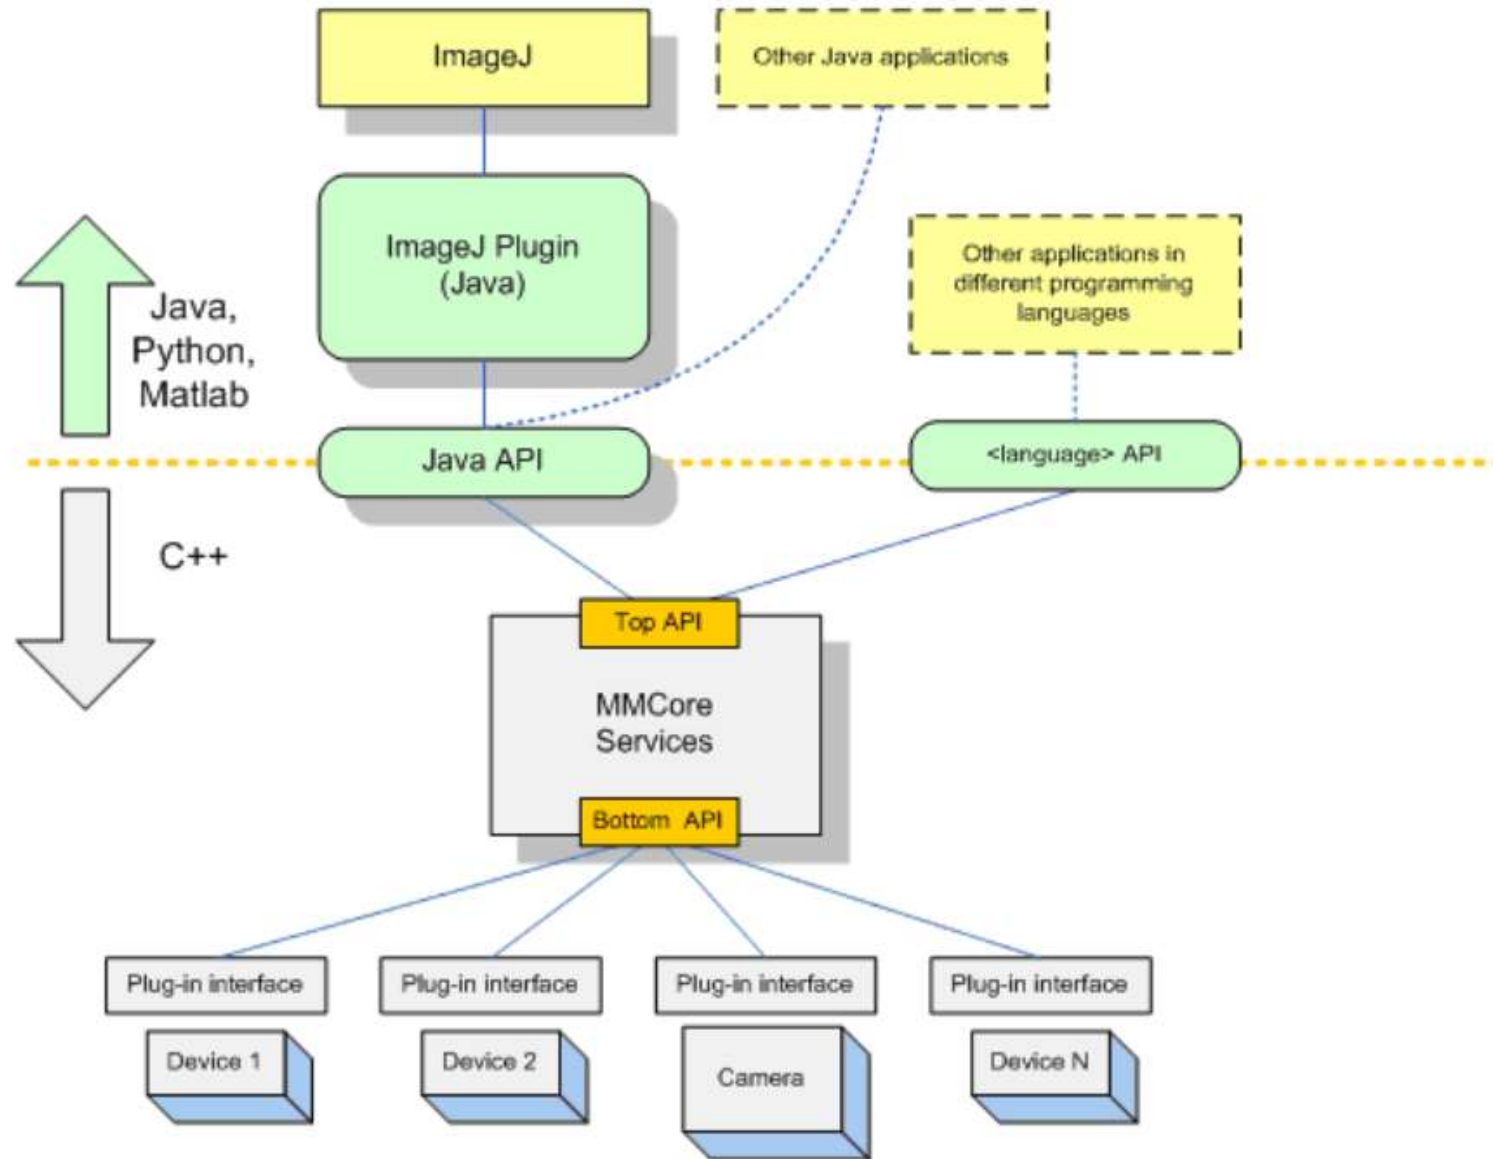 ImageJ
Other Java applications
ImageJ Plugin
(Java)
Other applications in
different programming
languages
Java,
Python,
Matlab
Java API
<language> API
C++
Top API
MMCore
Services
Bottom API
Plug-in interface
Plug-in interface
Plug-in interface
Plug-in interface
Device 1
Device 2
Camera
Device N